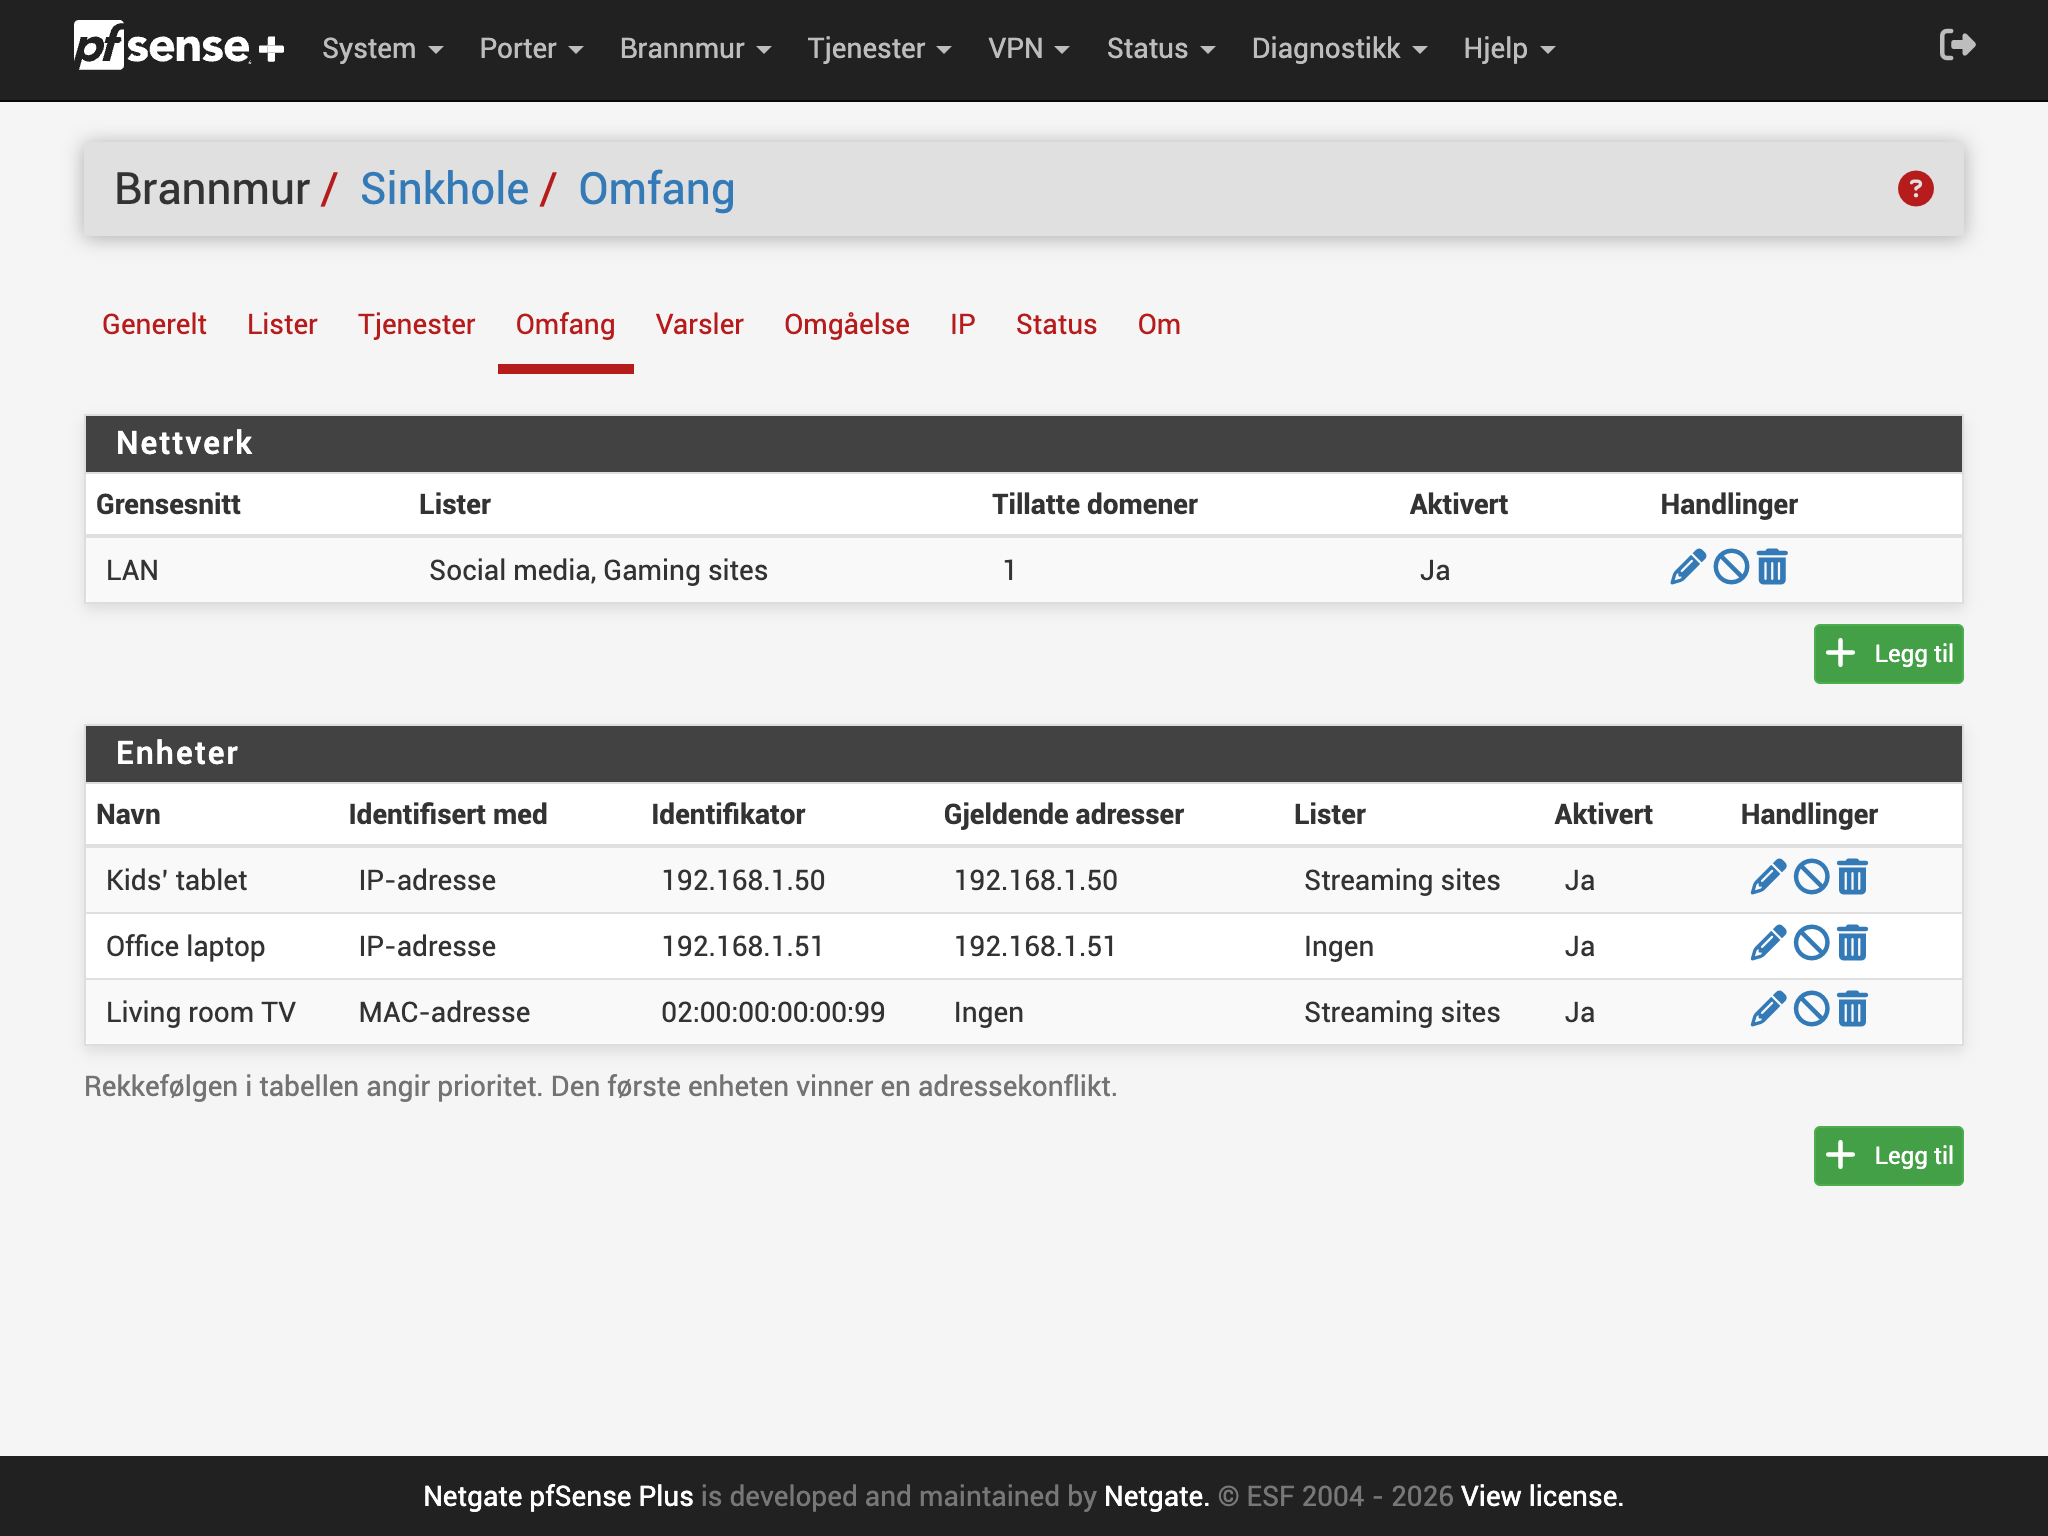 pfsense+ System Porter Brannmur Tjenester VPN Status Diagnostikk Hjelp
Brannmur / Sinkhole / Omfang ?
Generelt Lister Tjenester Omfang Varsler Omgåelse IP Status Om
Nettverk
Grensesnitt Lister Tillatte domener Aktivert Handlinger
LAN Social media, Gaming sites 1 Ja
Legg til
Enheter
Navn Identifisert med Identifikator Gjeldende adresser Lister Aktivert Handlinger
Kids' tablet IP-adresse 192.168.1.50 192.168.1.50 Streaming sites Ja
Office laptop IP-adresse 192.168.1.51 192.168.1.51 Ingen Ja
Living room TV MAC-adresse 02:00:00:00:00:99 Ingen Streaming sites Ja
Rekkefølgen i tabellen angir prioritet. Den første enheten vinner en adressekonflikt.
Legg til
Netgate pfSense Plus is developed and maintained by Netgate. © ESF 2004 - 2026 View license.